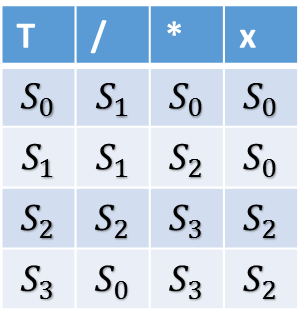 T / * x
S₀ S₁ S₀ S₀
S₁ S₁ S₂ S₀
S₂ S₂ S₃ S₂
S₃ S₀ S₃ S₂